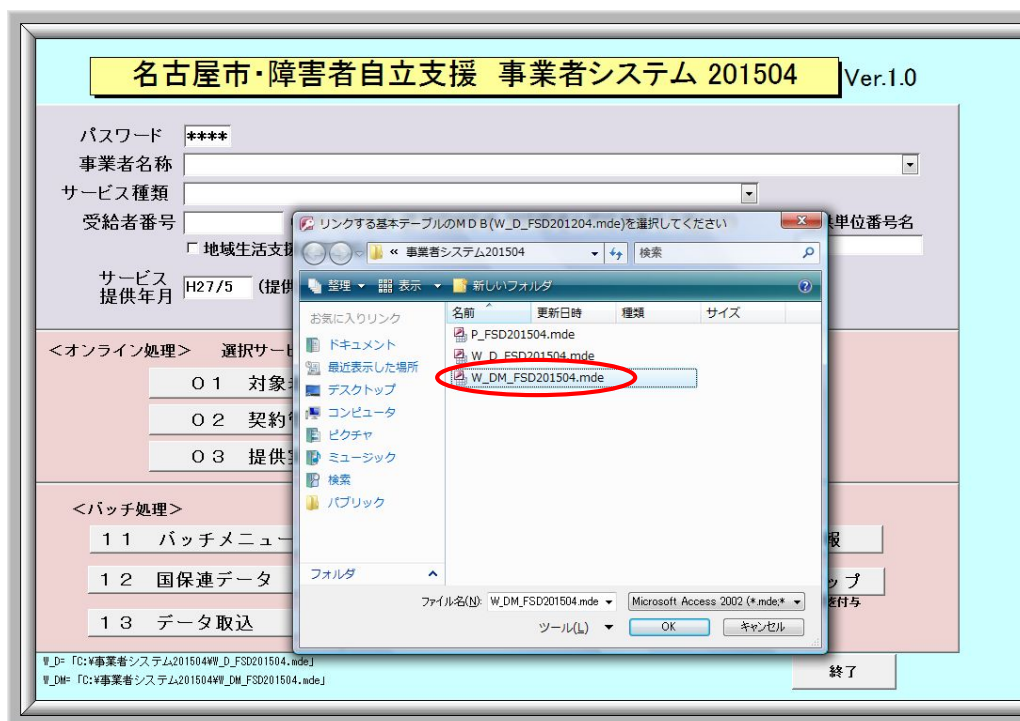 名古屋市・障害者自立支援 事業者システム 201504 Ver.1.0
パスワード ****
事業者名称
サービス種類
受給者番号
単位番号名
地域生活支援
サービス
提供年月 H27/5 (提供
<オンライン処理> 選択サー
01 対象
02 契約
03 提供
<バッチ処理>
11 バッチメニュー
報
12 国保連データ
ップ
を付与
13 データ取込
W_D=「C:¥事業者システム201504¥W_D_FSD201504.mde」
W_DM=「C:¥事業者システム201504¥W_DM_FSD201504.mde」
終了
リンクする基本テーブルのMDB(W_D_FSD201204.mde)を選択してください
« 事業者システム201504
検索
整理 表示 新しいフォルダ
お気に入りリンク
ドキュメント
最近表示した場所
デスクトップ
コンピュータ
ピクチャ
ミュージック
検索
パブリック
フォルダ
名前 更新日時 種類 サイズ
P_FSD201504.mde
W_D_FSD201504.mde
W_DM_FSD201504.mde
ファイル名(N): W_DM_FSD201504.mde Microsoft Access 2002 (*.mde;*
ツール(L) OK キャンセル